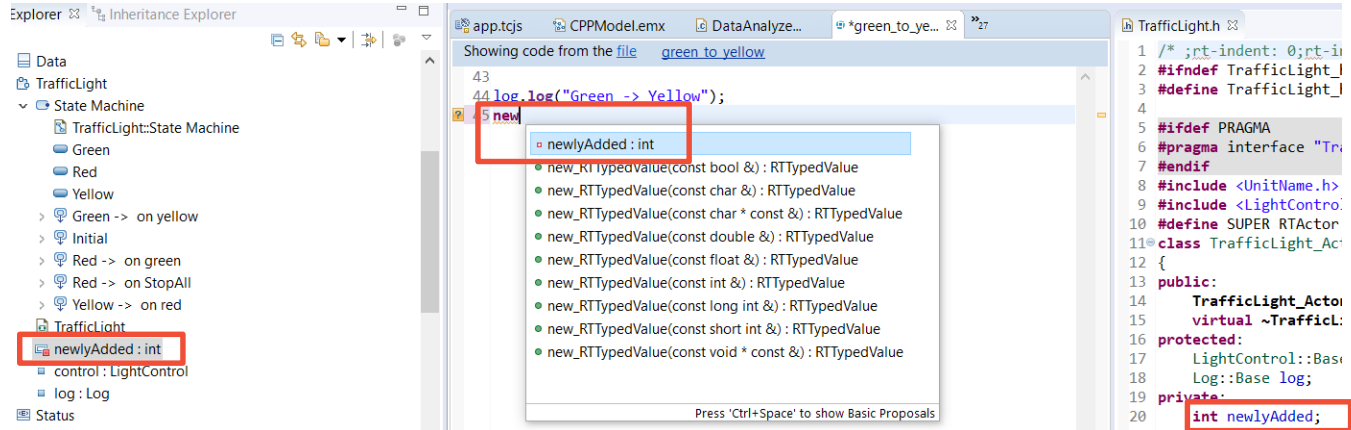 Explorer Inheritance Explorer
Data
TrafficLight
State Machine
TrafficLight::State Machine
Green
Red
Yellow
Green -> on yellow
Initial
Red -> on green
Red -> on StopAll
Yellow -> on red
TrafficLight
newlyAdded : int
control : LightControl
log : Log
Status
app.tcjs CPPModel.emx DataAnalyze... *green_to_ye... »27
Showing code from the file green to yellow
43
44 log.log("Green -> Yellow");
45 new
newlyAdded : int
new_RTTypedValue(const bool &) : RTTypedValue
new_RTTypedValue(const char &) : RTTypedValue
new_RTTypedValue(const char * const &) : RTTypedValue
new_RTTypedValue(const double &) : RTTypedValue
new_RTTypedValue(const float &) : RTTypedValue
new_RTTypedValue(const int &) : RTTypedValue
new_RTTypedValue(const long int &) : RTTypedValue
new_RTTypedValue(const short int &) : RTTypedValue
new_RTTypedValue(const void * const &) : RTTypedValue
Press 'Ctrl+Space' to show Basic Proposals
TrafficLight.h
1 /* ;rt-indent: 0;rt-i
2 #ifndef TrafficLight_
3 #define TrafficLight_
4
5 #ifdef PRAGMA
6 #pragma interface "Tr
7 #endif
8 #include <UnitName.h>
9 #include <LightContro
10 #define SUPER RTActor
11 class TrafficLight_Act
12 {
13 public:
14 TrafficLight_Actor
15 virtual ~TrafficLi
16 protected:
17 LightControl::Base
18 Log::Base log;
19 private:
20 int newlyAdded;